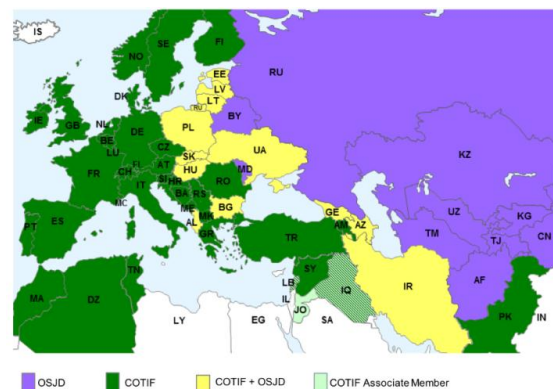 IS
FI
SE
NO
RU
EE
LV
LT
RU
DK
IE
GB
NL
BE
LU
DE
PL
BY
CZ
SK
UA
KZ
FR
CH
FL
AT
HU
MD
SI
HR
RO
IT
BA
RS
MC
ME
BG
AL
MK
GE
UZ
KG
PT
ES
GR
TR
AM
AZ
TM
TJ
CN
TN
SY
LB
IQ
IR
AF
IL
JO
PK
MA
DZ
LY
EG
SA
IN
OSJD
COTIF
COTIF + OSJD
COTIF Associate Member